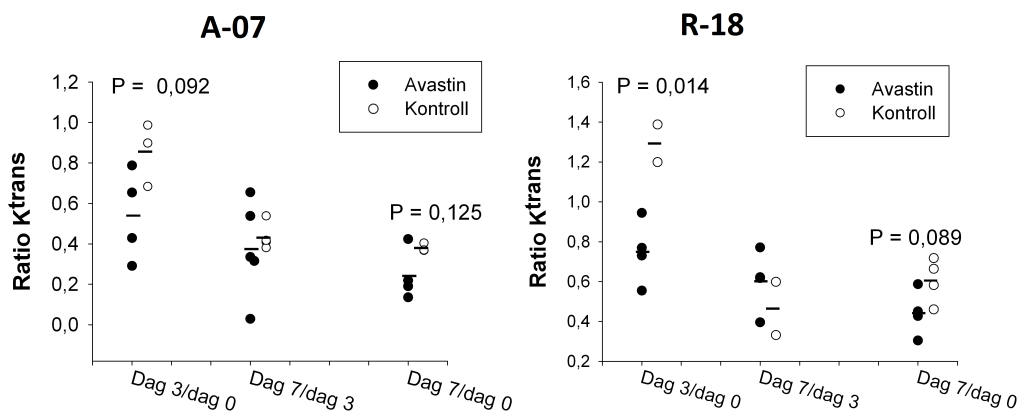 A-07
P = 0,092
Avastin
Kontroll
1,2
1,0
0,8
0,6
0,4
0,2
0,0
Ratio Ktrans
P = 0,125
Dag 3/dag 0
Dag 7/dag 3
Dag 7/dag 0
R-18
P = 0,014
Avastin
Kontroll
1,6
1,4
1,2
1,0
0,8
0,6
0,4
0,2
Ratio Ktrans
P = 0,089
Dag 3/dag 0
Dag 7/dag 3
Dag 7/dag 0